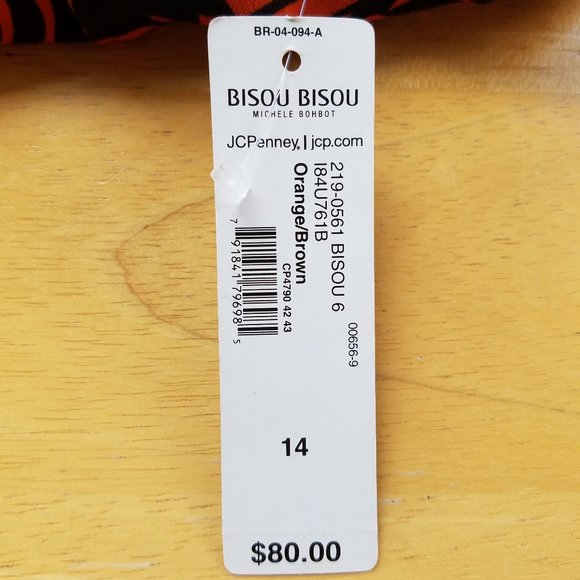 BR-04-094-A
BISOU BISOU
MICHELE BOHBOT
JCPenney. | jcp.com
219-0561 BISOU 6
I84U761B
Orange/Brown
CP4790 42 43
00656-9
7 91841 79698 5
14
$80.00